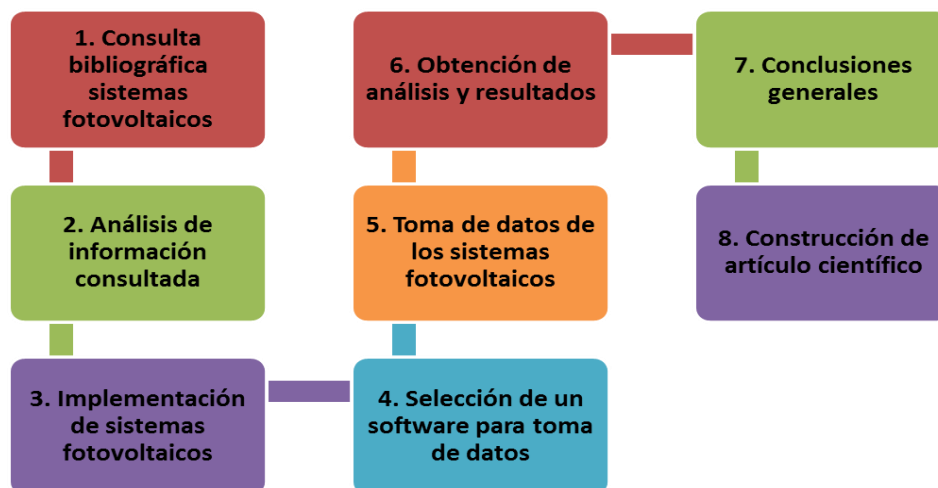 1. Consulta
bibliográfica
sistemas
fotovoltaicos
2. Análisis de
información
consultada
3. Implementación
de sistemas
fotovoltaicos
4. Selección de un
software para toma
de datos
5. Toma de datos de
los sistemas
fotovoltaicos
6. Obtención de
análisis y resultados
7. Conclusiones
generales
8. Construcción de
artículo científico